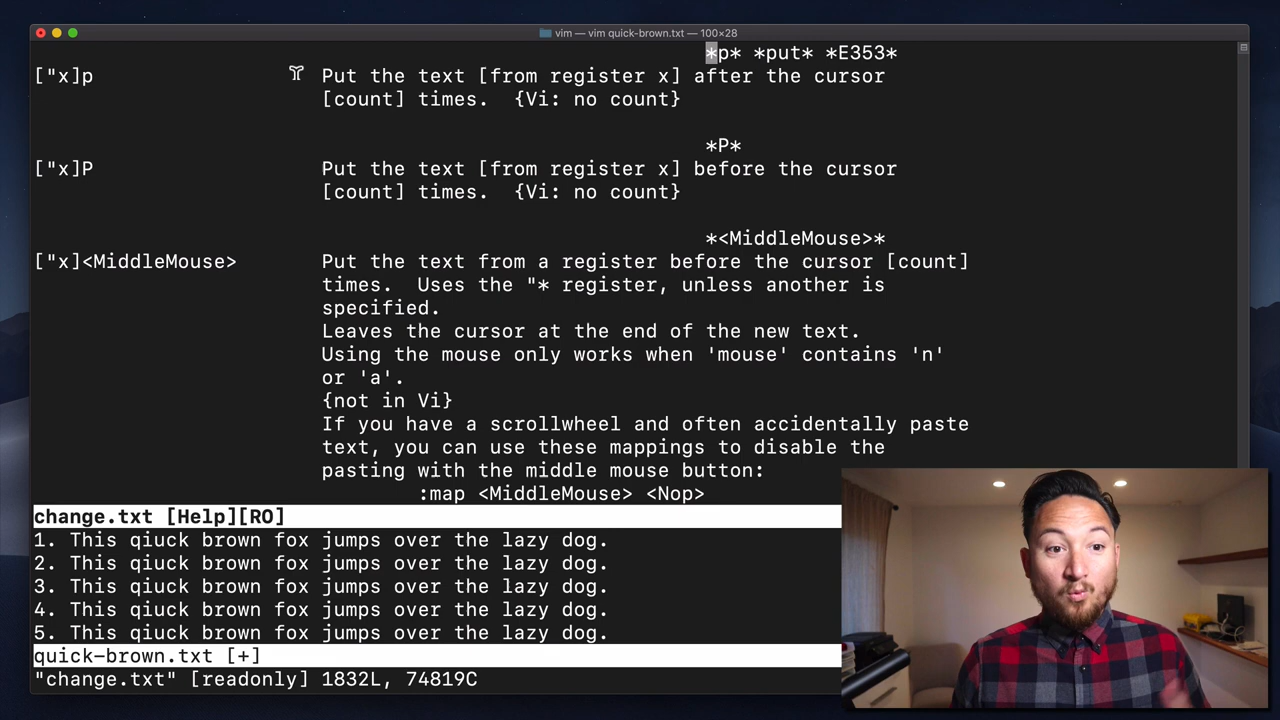 vim — vim quick-brown.txt — 100×28
*p* *put* *E353*
["x]p Put the text [from register x] after the cursor
[count] times. {Vi: no count}
*P*
["x]P Put the text [from register x] before the cursor
[count] times. {Vi: no count}
*<MiddleMouse>*
["x]<MiddleMouse> Put the text from a register before the cursor [count]
times. Uses the "* register, unless another is
specified.
Leaves the cursor at the end of the new text.
Using the mouse only works when 'mouse' contains 'n'
or 'a'.
{not in Vi}
If you have a scrollwheel and often accidentally paste
text, you can use these mappings to disable the
pasting with the middle mouse button:
:map <MiddleMouse> <Nop>
change.txt [Help][RO]
1. This qiuck brown fox jumps over the lazy dog.
2. This qiuck brown fox jumps over the lazy dog.
3. This qiuck brown fox jumps over the lazy dog.
4. This qiuck brown fox jumps over the lazy dog.
5. This qiuck brown fox jumps over the lazy dog.
quick-brown.txt [+]
"change.txt" [readonly] 1832L, 74819C